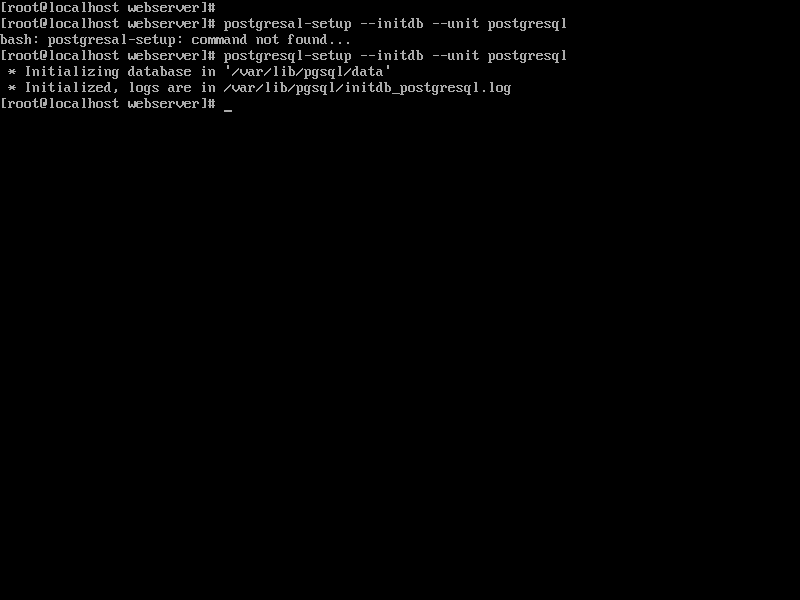 [root@localhost webserver]#
[root@localhost webserver]# postgresal-setup --initdb --unit postgresql
bash: postgresal-setup: command not found...
[root@localhost webserver]# postgresql-setup --initdb --unit postgresql
 * Initializing database in '/var/lib/pgsql/data'
 * Initialized, logs are in /var/lib/pgsql/initdb_postgresql.log
[root@localhost webserver]# _